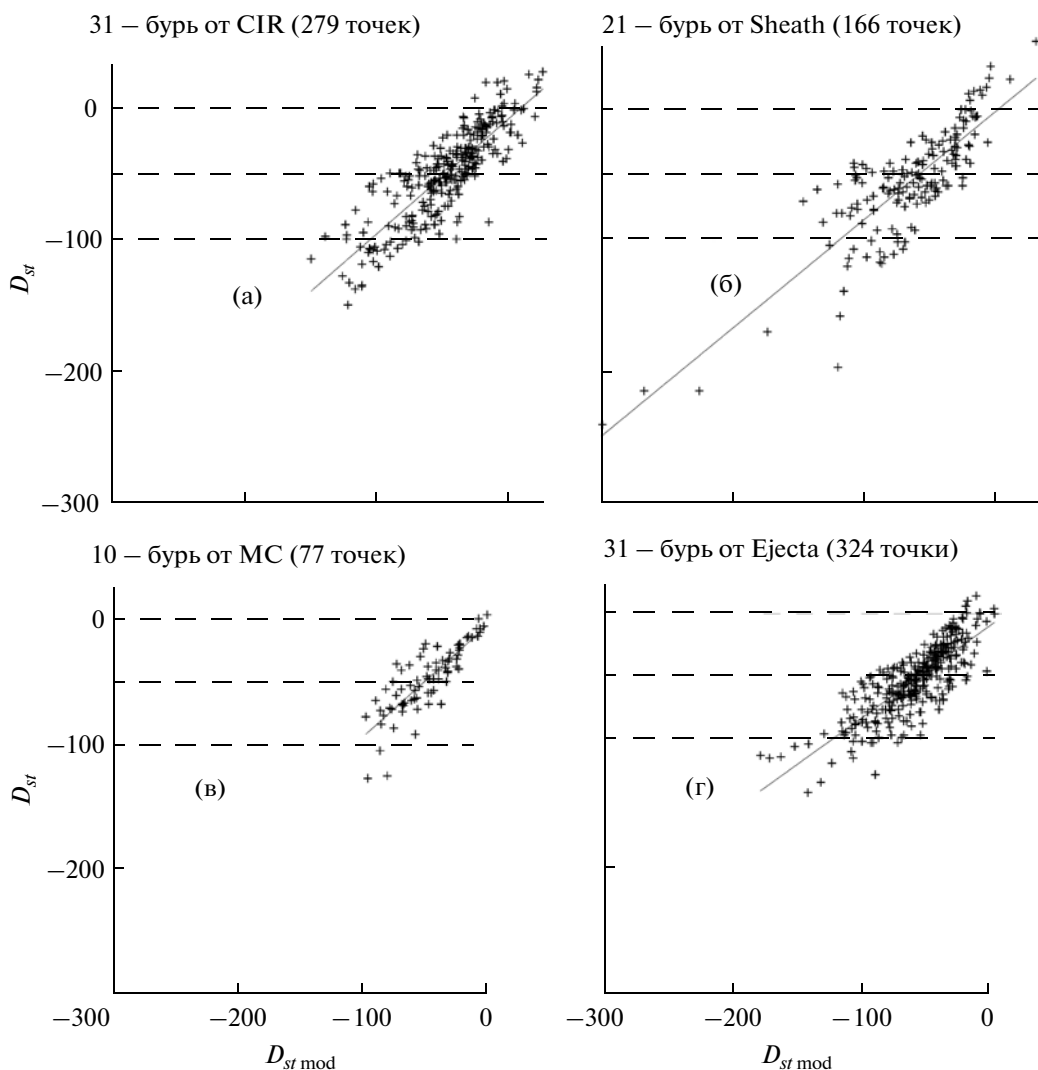 31 – бурь от CIR (279 точек)
21 – бурь от Sheath (166 точек)
0
−100
−200
−300
D_st
(а)
(б)
10 – бурь от МС (77 точек)
31 – бурь от Ejecta (324 точки)
0
−100
−200
D_st
(в)
(г)
−300
−200
−100
0
−300
−200
−100
0
D_st mod
D_st mod